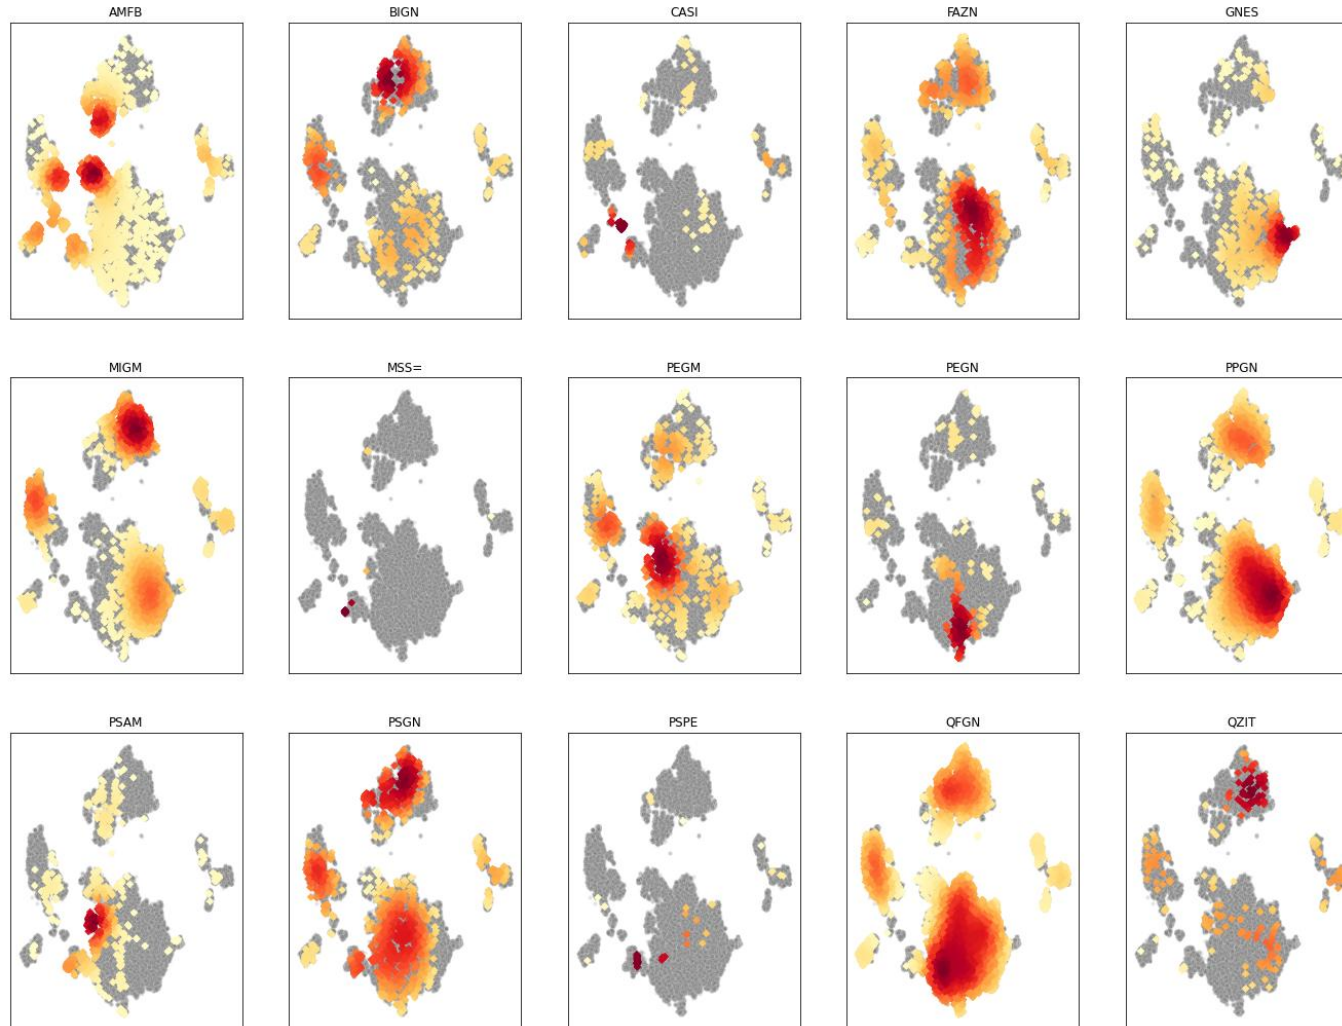 AMFB
BIGN
CASI
FAZN
GNES
MIGM
MSS=
PEGM
PEGN
PPGN
PSAM
PSGN
PSPE
QFGN
QZIT